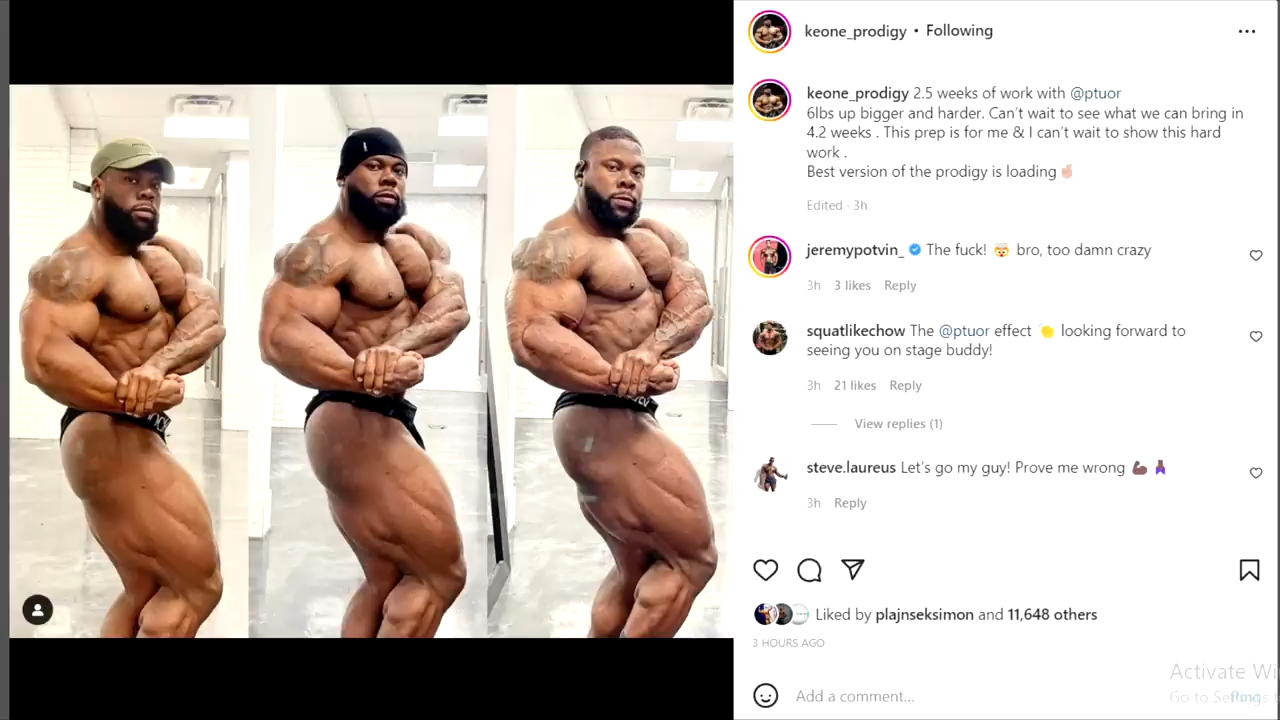 keone_prodigy • Following
keone_prodigy 2.5 weeks of work with @ptuor
6lbs up bigger and harder. Can't wait to see what we can bring in
4.2 weeks . This prep is for me & I can't wait to show this hard
work .
Best version of the prodigy is loading
Edited · 3h
jeremypotvin_ The fuck! 🤯 bro, too damn crazy
3h 3 likes Reply
squatlikechow The @ptuor effect 👏 looking forward to
seeing you on stage buddy!
3h 21 likes Reply
View replies (1)
steve.laureus Let's go my guy! Prove me wrong
3h Reply
Liked by plajnseksimon and 11,648 others
3 HOURS AGO
Activate Wi
Add a comment...
Go to Settings
Post